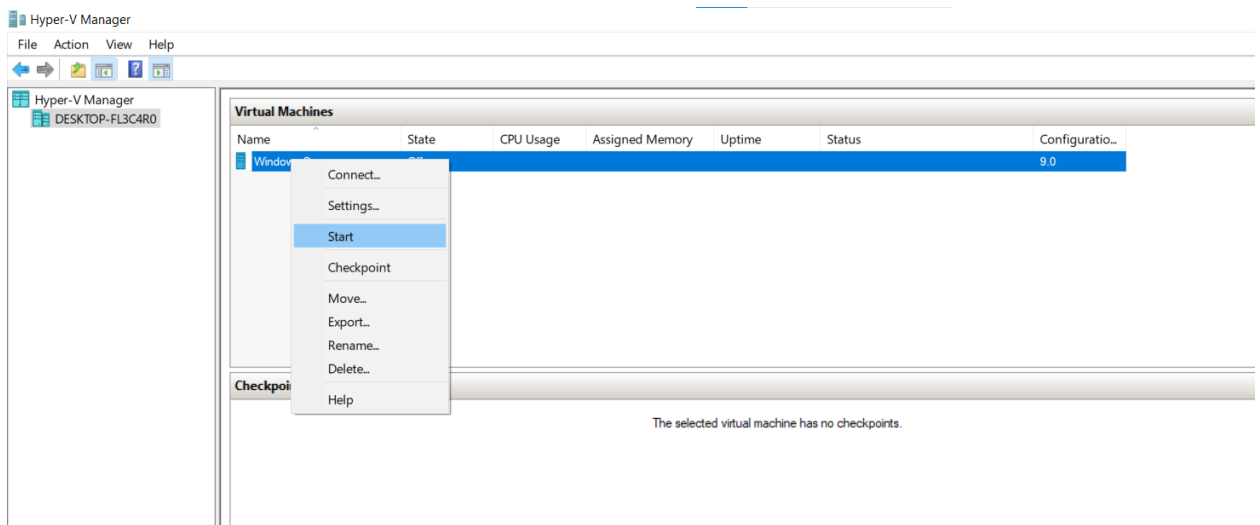 Hyper-V Manager
File Action View Help
Hyper-V Manager
DESKTOP-FL3C4R0
Virtual Machines
Name State CPU Usage Assigned Memory Uptime Status Configuratio...
9.0
Connect...
Settings...
Start
Checkpoint
Move...
Export...
Rename...
Delete...
Help
The selected virtual machine has no checkpoints.